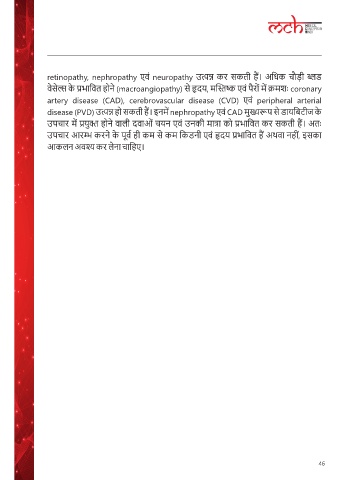 mch
retinopathy, nephropathy एवं neuropathy उत्पन्न कर सकती हैं। अधिक चौड़ी ब्लड
वेसेल्स के प्रभावित होने (macroangiopathy) से हृदय, मस्तिष्क एवं पैरों में क्रमशः coronary
artery disease (CAD), cerebrovascular disease (CVD) एवं peripheral arterial
disease (PVD) उत्पन्न हो सकती हैं। इनमें nephropathy एवं CAD मुख्यरूप से डायबिटीज के
उपचार में प्रयुक्त होने वाली दवाओं चयन एवं उनकी मात्रा को प्रभावित कर सकती हैं। अतः
उपचार आरम्भ करने के पूर्व ही कम से कम किडनी एवं हृदय प्रभावित हैं अथवा नहीं, इसका
आकलन अवश्य कर लेना चाहिए।
46